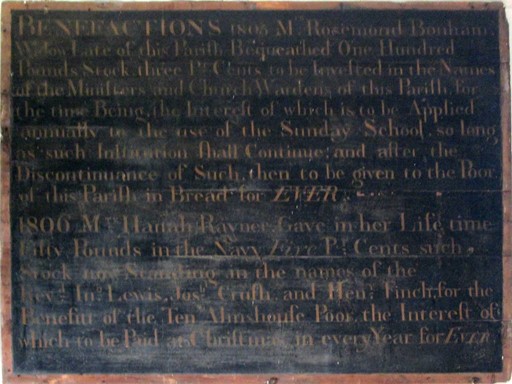 BENEFACTIONS 1805 Mrs. Rosemond Bonham
Widow Late of this Pariſh Bequeathed One Hundred
Pounds Stock three Pr. Cents, to be Inveſted in the Names
of the Miniſters and Church Wardens of this Pariſh, for
the time Being, the Intereſt of which is to be Applied
annually to the uſe of the Sunday School, so long
as such Inſtitution ſhall Continue; and after the
Discontinuance of Such, then to be given to the Poor
of this Pariſh in Bread for EVER.
1806 Mrs. Hannah Rayner, Gave in her Life time
Fifty Pounds in the Navy Five Pr. Cents such
Stock now Standing in the names of the
Revd. Jno. Lewis, Josh. Cruſh, and Heny. Finch, for the
Benefit of the Ten Almshouſe Poor, the Intereſt of
which to be Paid at Chriſtmas in every Year for EVER